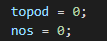 topod = 0;
nos = 0;